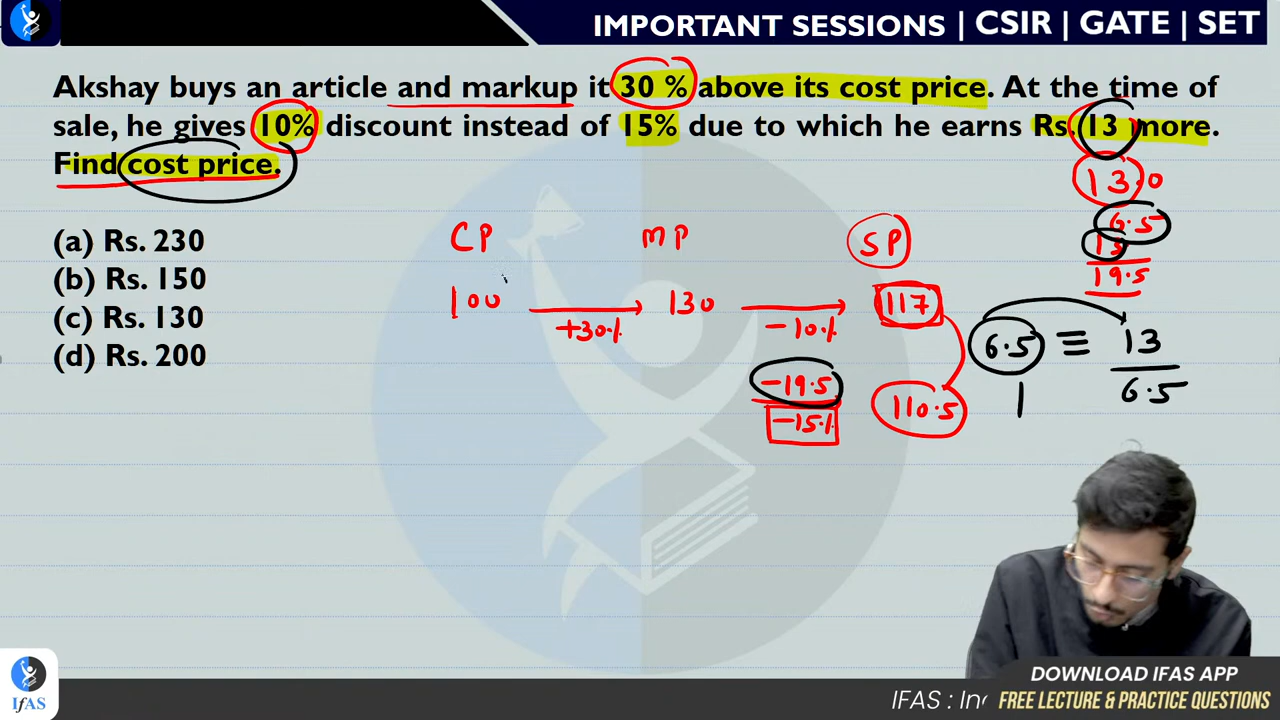 IMPORTANT SESSIONS | CSIR | GATE | SET
Akshay buys an article and markup it 30 % above its cost price. At the time of
sale, he gives 10% discount instead of 15% due to which he earns Rs. 13 more.
Find cost price.
(a) Rs. 230
(b) Rs. 150
(c) Rs. 130
(d) Rs. 200
CP MP SP
100 +30% 130 -10% 117
-19.5
-15% 110.5
13.0
6.5
13
19.5
6.5 ≡ 13
1 6.5
IfAS
DOWNLOAD IFAS APP
IFAS : In
FREE LECTURE & PRACTICE QUESTIONS